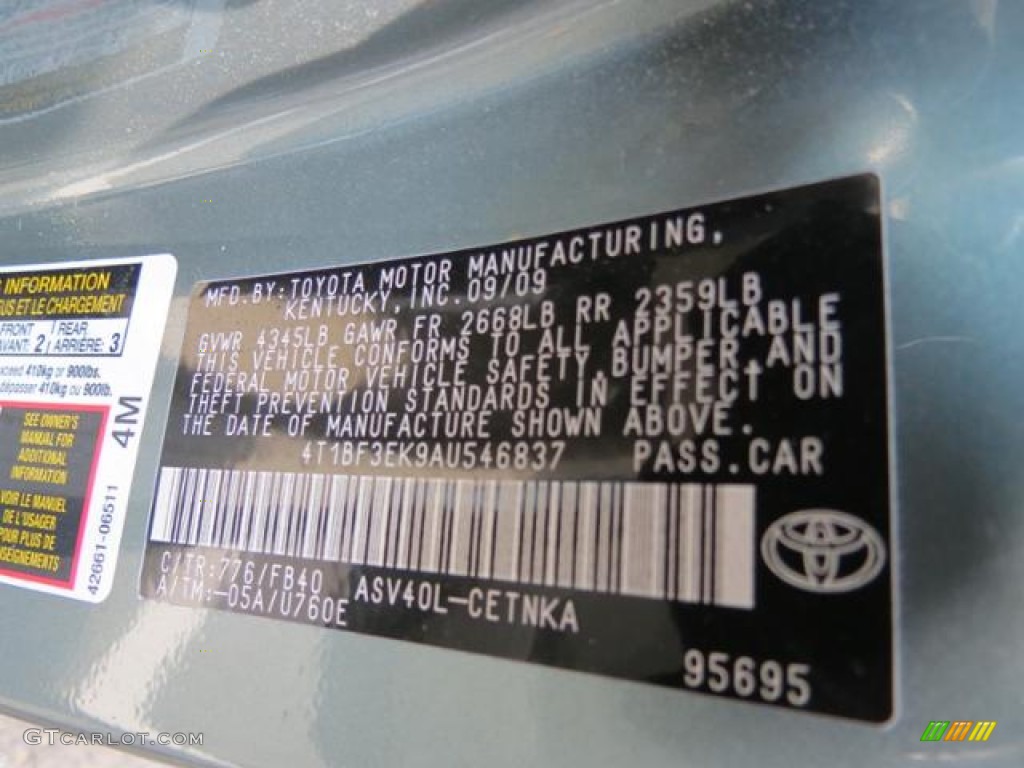 INFORMATION
ET LE CHARGEMENT
FRONT REAR
AVANT: 2 ARRIÈRE: 3
410kg or 900lbs.
410kg ou 900lbs.
SEE OWNER'S
MANUAL FOR
ADDITIONAL
INFORMATION
VOIR LE MANUEL
DE L'USAGER
POUR PLUS DE
4M
42661-06511
MFD.BY:TOYOTA MOTOR MANUFACTURING,
KENTUCKY, INC.09/09
GVWR 4345LB GAWR FR 2668LB RR 2359LB
THIS VEHICLE CONFORMS TO ALL APPLICABLE
FEDERAL MOTOR VEHICLE SAFETY,BUMPER,AND
THEFT PREVENTION STANDARDS IN EFFECT ON
THE DATE OF MANUFACTURE SHOWN ABOVE.
4T1BF3EK9AU546837 PASS.CAR
C/TR:776/FB40
A/TM:-05A/U760E ASV40L-CETNKA
95695
GTCARLOT.COM